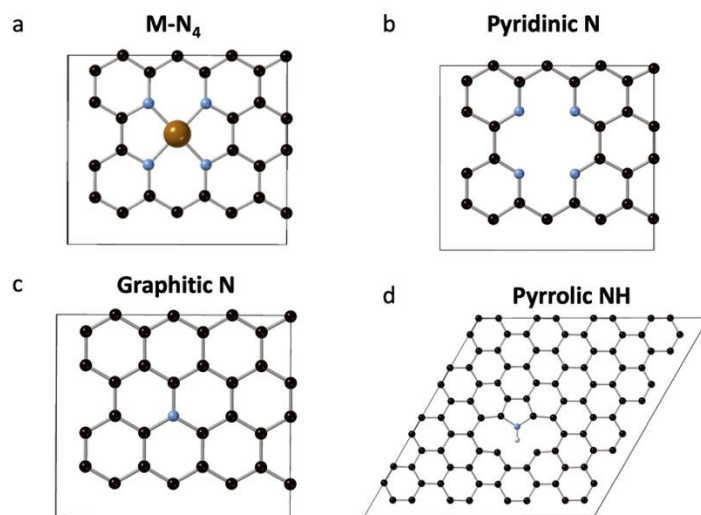 a
M-N₄
b
Pyridinic N
c
Graphitic N
d
Pyrrolic NH